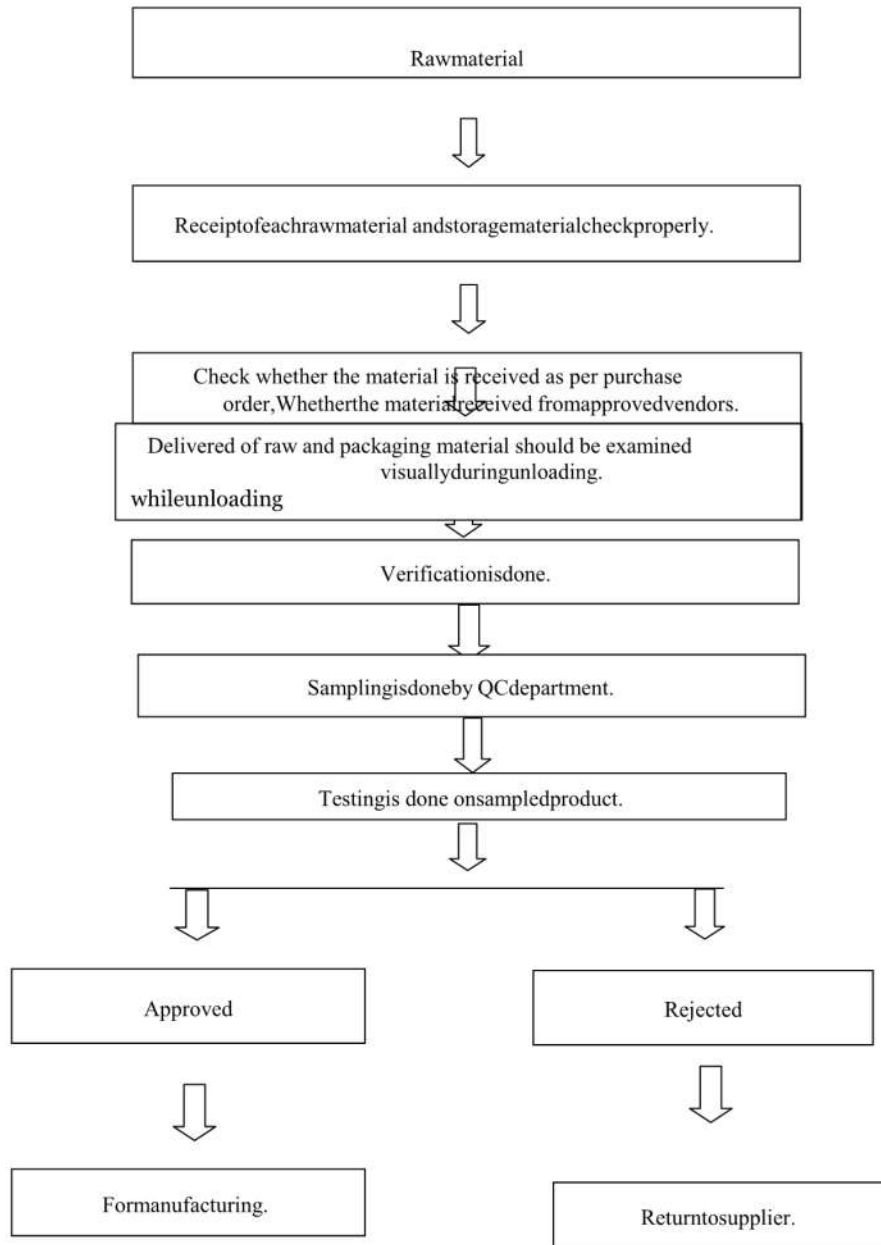 Rawmaterial
Receiptofeachrawmaterial andstoragematerialcheckproperly.
Check whether the material is received as per purchase
order,Whetherthe materialreceived fromapprovedvendors.
Delivered of raw and packaging material should be examined
visuallyduringunloading.
whileunloading
Verificationisdone.
Samplingisdoneby QCdepartment.
Testingis done onsampledproduct.
Approved
Rejected
Formanufacturing.
Returntosupplier.